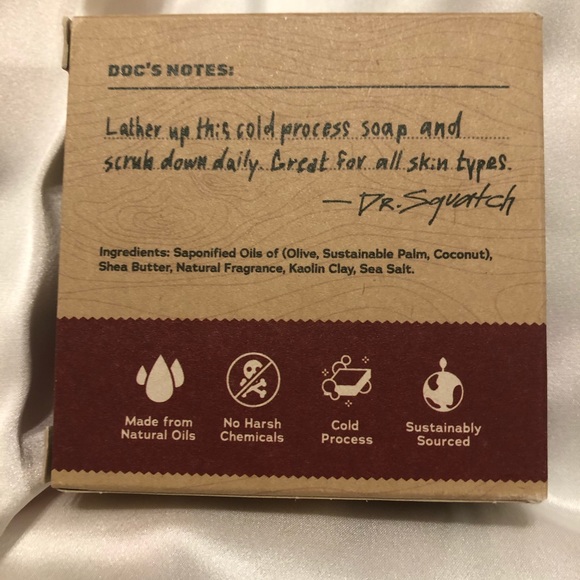 DOC'S NOTES:
Lather up this cold process soap and
scrub down daily. Great for all skin types.
— DR. Squatch
Ingredients: Saponified Oils of (Olive, Sustainable Palm, Coconut),
Shea Butter, Natural Fragrance, Kaolin Clay, Sea Salt.
Made from
Natural Oils
No Harsh
Chemicals
Cold
Process
Sustainably
Sourced